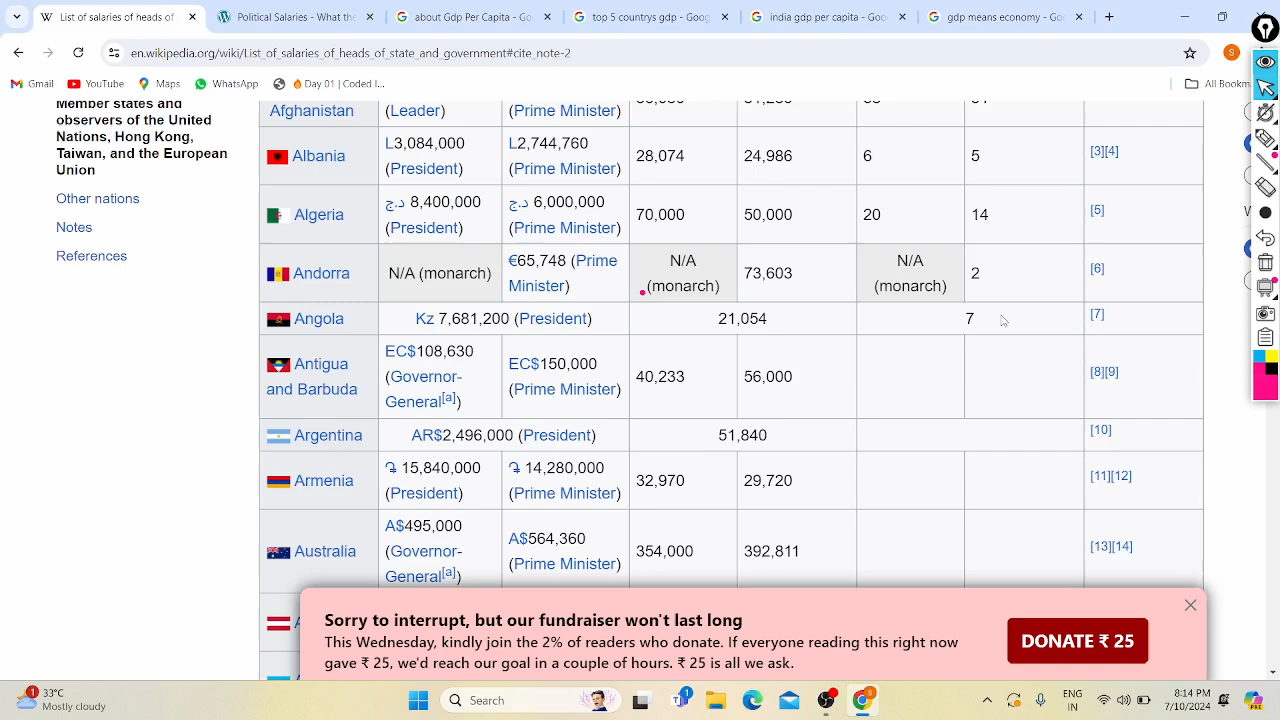 List of salaries of heads of
Political Salaries - What the
about Gdp Per Capita - Goo
top 5 countrys gdp - Goo
india gdp per capita - Goo
gdp means economy - Goo
en.wikipedia.org/wiki/List_of_salaries_of_heads_of_state_and_government#cite_note-2
S
Gmail
YouTube
Maps
WhatsApp
Day 01 | Coded I...
All Bookm
Member states and
observers of the United
Nations, Hong Kong,
Taiwan, and the European
Union
Other nations
Notes
References
Afghanistan
(Leader)
(Prime Minister)
Albania
L3,084,000
(President)
L2,744,760
(Prime Minister)
28,074
24,986
6
5
[3][4]
Algeria
د.ج 8,400,000
(President)
د.ج 6,000,000
(Prime Minister)
70,000
50,000
20
14
[5]
Andorra
N/A (monarch)
€65,748 (Prime
Minister)
N/A
(monarch)
73,603
N/A
(monarch)
2
[6]
Angola
Kz 7,681,200 (President)
21,054
7
[7]
Antigua
and Barbuda
EC$108,630
(Governor-
General[a])
EC$150,000
(Prime Minister)
40,233
56,000
[8][9]
Argentina
AR$2,496,000 (President)
51,840
[10]
Armenia
֏ 15,840,000
(President)
֏ 14,280,000
(Prime Minister)
32,970
29,720
[11][12]
Australia
A$495,000
(Governor-
General[a])
A$564,360
(Prime Minister)
354,000
392,811
[13][14]
Sorry to interrupt, but our fundraiser won't last long
This Wednesday, kindly join the 2% of readers who donate. If everyone reading this right now
gave ₹ 25, we'd reach our goal in a couple of hours. ₹ 25 is all we ask.
DONATE ₹ 25
1
33°C
Mostly cloudy
Search
1
S
ENG
IN
8:14 PM
7/10/2024
PRE